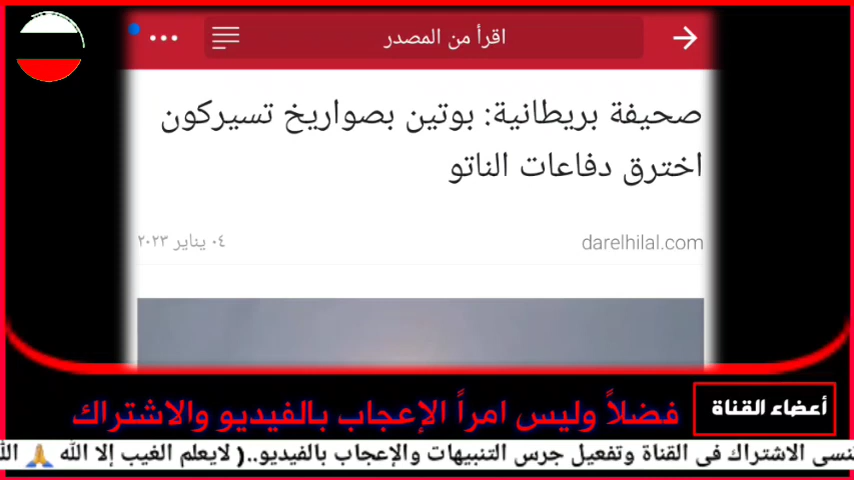 اقرأ من المصدر
صحيفة بريطانية: بوتين بصواريخ تسيركون
اخترق دفاعات الناتو
darelhilal.com
٠٤ يناير ٢٠٢٣
أعضاء القناة
فضلاً وليس امراً الإعجاب بالفيديو والاشتراك
الاشتراك فى القناة وتفعيل جرس التنبيهات والإعجاب بالفيديو..( لايعلم الغيب إلا الله 🙏